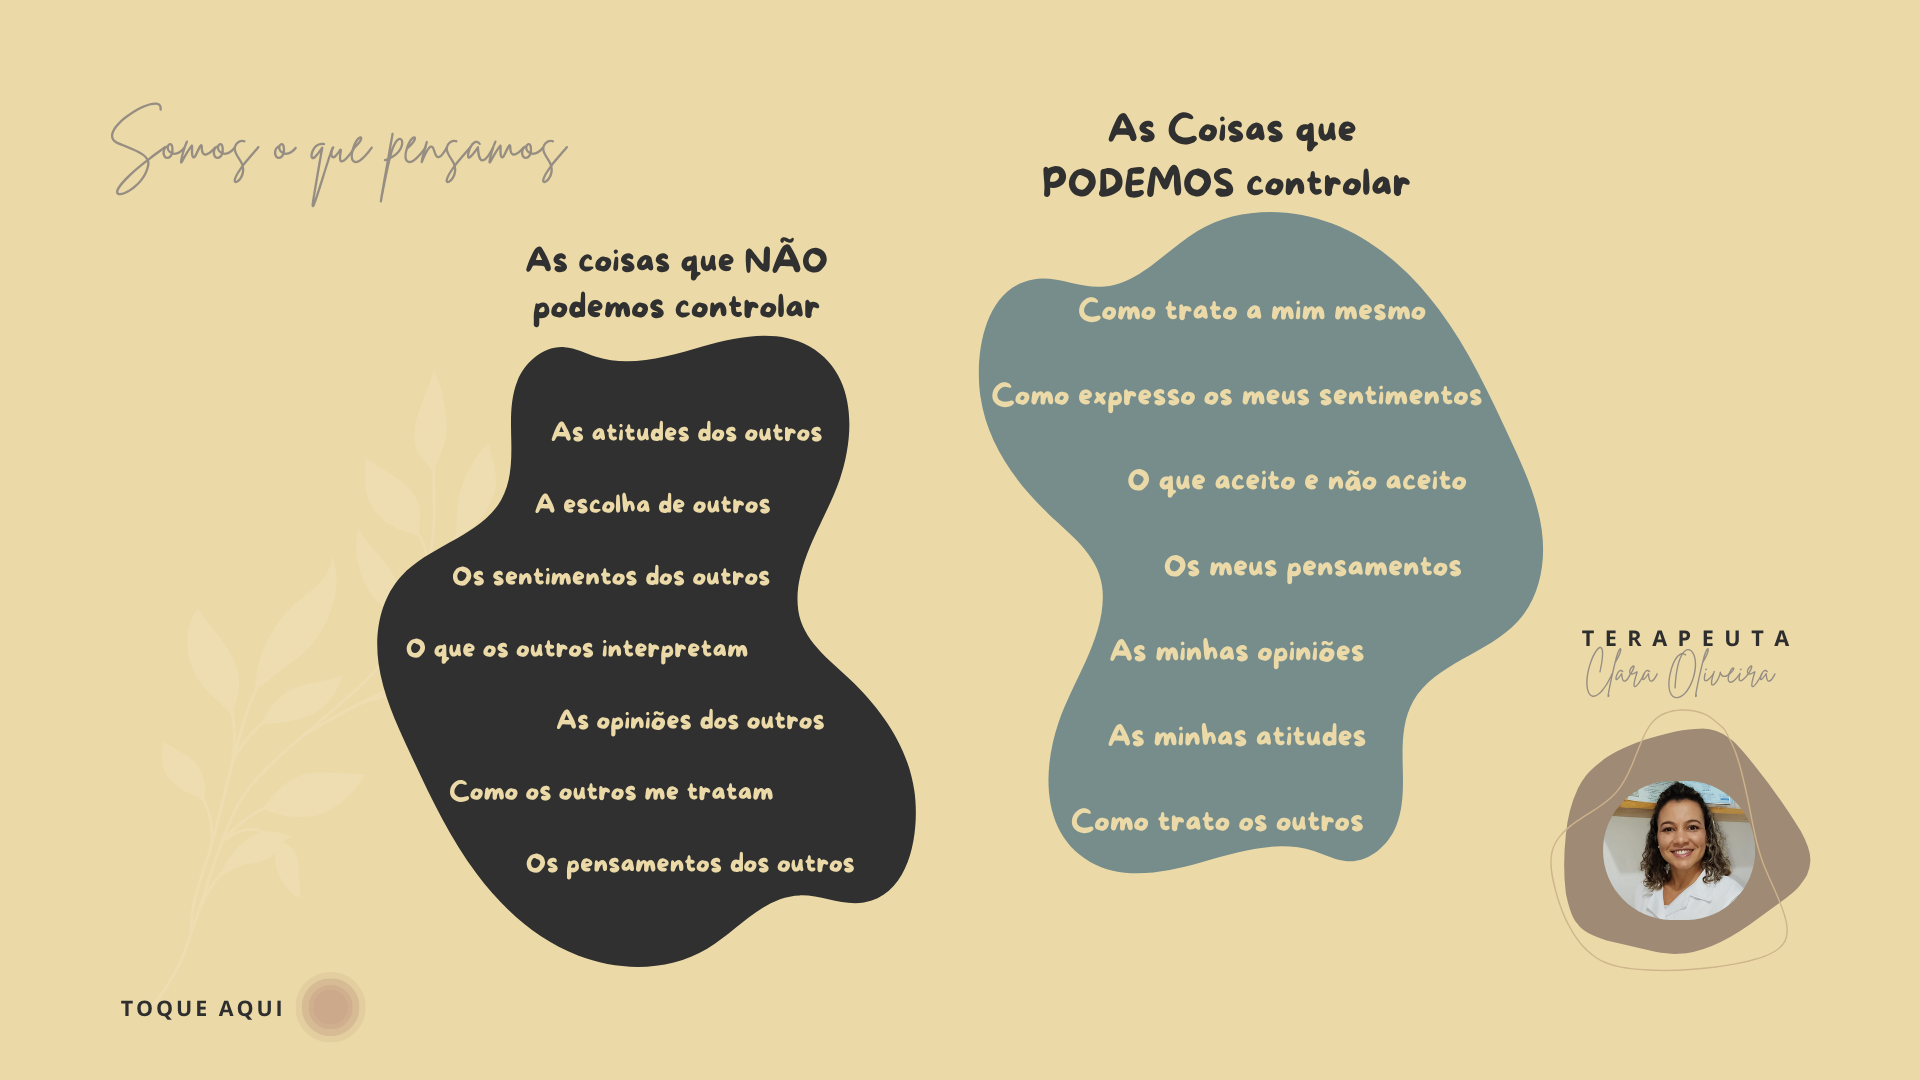 Somos o que pensamos
As coisas que NÃO
podemos controlar
As atitudes dos outros
A escolha de outros
Os sentimentos dos outros
O que os outros interpretam
As opiniões dos outros
Como os outros me tratam
Os pensamentos dos outros
As Coisas que
PODEMOS controlar
Como trato a mim mesmo
Como expresso os meus sentimentos
O que aceito e não aceito
Os meus pensamentos
As minhas opiniões
As minhas atitudes
Como trato os outros
TERAPEUTA
Clara Oliveira
TOQUE AQUI